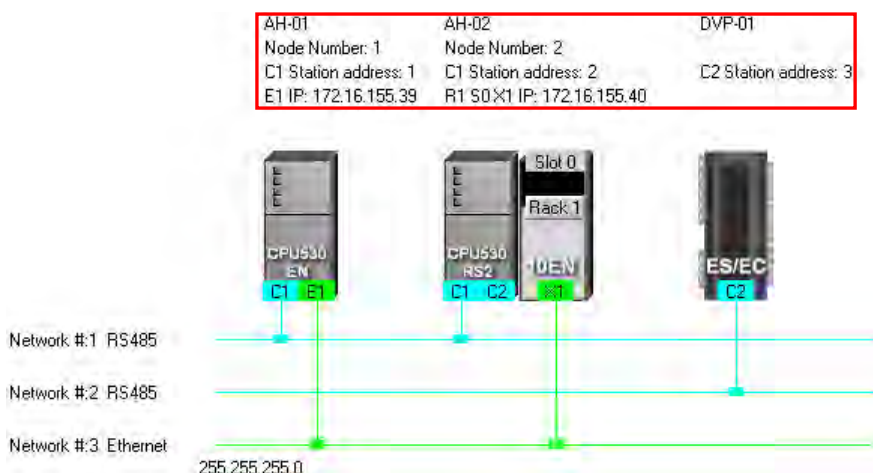 AH-01 AH-02 DVP-01
Node Number: 1 Node Number: 2
C1 Station address: 1 C1 Station address: 2 C2 Station address: 3
E1 IP: 172.16.155.39 R1 S0 X1 IP: 172.16.155.40
Slot 0
Rack 1
CPU530 CPU530 10EN ES/EC
EN RS2
C1 E1 C1 C2 X1 C2
Network #:1 RS485
Network #:2 RS485
Network #:3 Ethernet
255.255.255.0